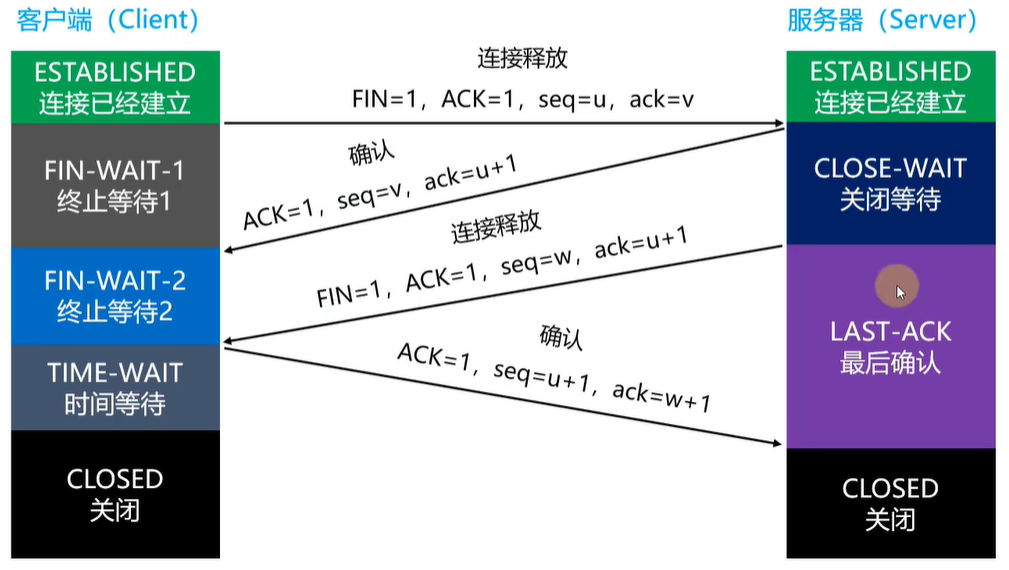 客户端（Client）
服务器（Server）
ESTABLISHED
连接已经建立
连接释放
FIN=1，ACK=1，seq=u，ack=v
ESTABLISHED
连接已经建立
FIN-WAIT-1
终止等待1
确认
ACK=1，seq=v，ack=u+1
CLOSE-WAIT
关闭等待
连接释放
FIN=1，ACK=1，seq=w，ack=u+1
FIN-WAIT-2
终止等待2
LAST-ACK
最后确认
确认
ACK=1，seq=u+1，ack=w+1
TIME-WAIT
时间等待
CLOSED
关闭
CLOSED
关闭